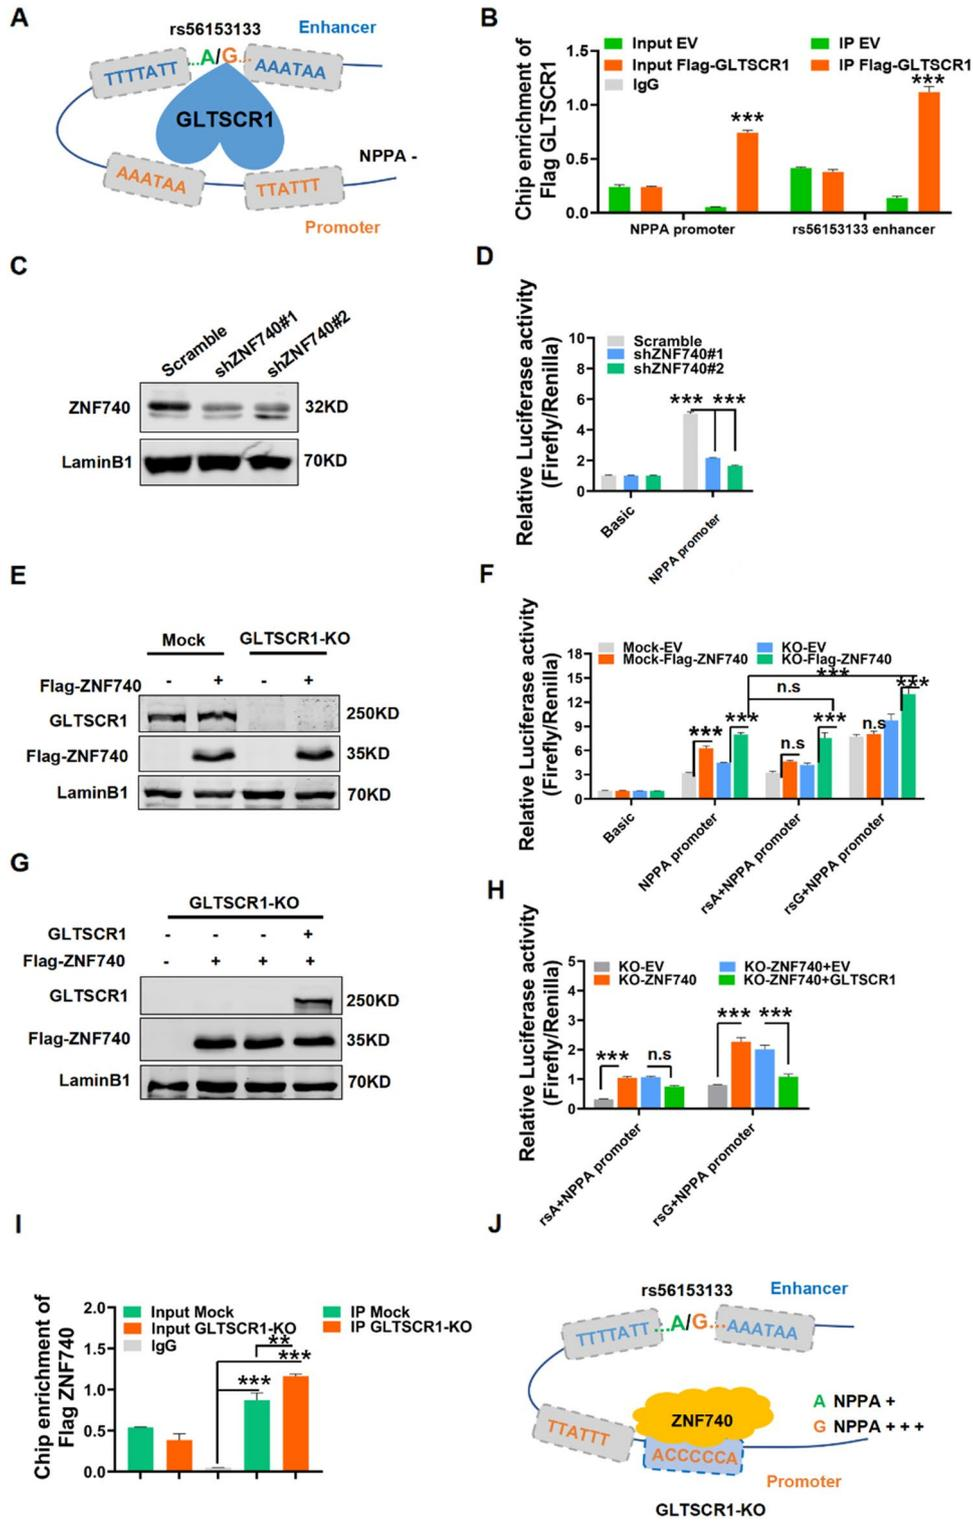 A
rs56153133
Enhancer
TTTTATT ...A/G... AAATAA
GLTSCR1
NPPA -
AAATAA
TTATTT
Promoter
B
Chip enrichment of
Flag GLTSCR1
Input EV
IP EV
Input Flag-GLTSCR1
IP Flag-GLTSCR1
IgG
1.5
1.0
0.5
0.0
***
***
NPPA promoter
rs56153133 enhancer
C
Scramble
shZNF740#1
shZNF740#2
ZNF740
32KD
LaminB1
70KD
D
Relative Luciferase activity
(Firefly/Renilla)
Scramble
shZNF740#1
shZNF740#2
10
8
6
4
2
0
*** ***
Basic
NPPA promoter
E
Mock
GLTSCR1-KO
Flag-ZNF740 - + - +
GLTSCR1
250KD
Flag-ZNF740
35KD
LaminB1
70KD
F
Relative Luciferase activity
(Firefly/Renilla)
Mock-EV
KO-EV
Mock-Flag-ZNF740
KO-Flag-ZNF740
18
15
12
9
6
3
0
***
n.s
***
***
***
n.s
***
n.s
Basic
NPPA promoter
rsA+NPPA promoter
rsG+NPPA promoter
G
GLTSCR1-KO
GLTSCR1 - - - +
Flag-ZNF740 - + + +
GLTSCR1
250KD
Flag-ZNF740
35KD
LaminB1
70KD
H
Relative Luciferase activity
(Firefly/Renilla)
KO-EV
KO-ZNF740+EV
KO-ZNF740
KO-ZNF740+GLTSCR1
5
4
3
2
1
0
***
n.s
***
***
rsA+NPPA promoter
rsG+NPPA promoter
I
Chip enrichment of
Flag ZNF740
Input Mock
IP Mock
Input GLTSCR1-KO
IP GLTSCR1-KO
IgG
2.0
1.5
1.0
0.5
0.0
**
***
***
J
rs56153133
Enhancer
TTTTATT ...A/G... AAATAA
ZNF740
TTATTT
ACCCCCA
A NPPA +
G NPPA + + +
Promoter
GLTSCR1-KO